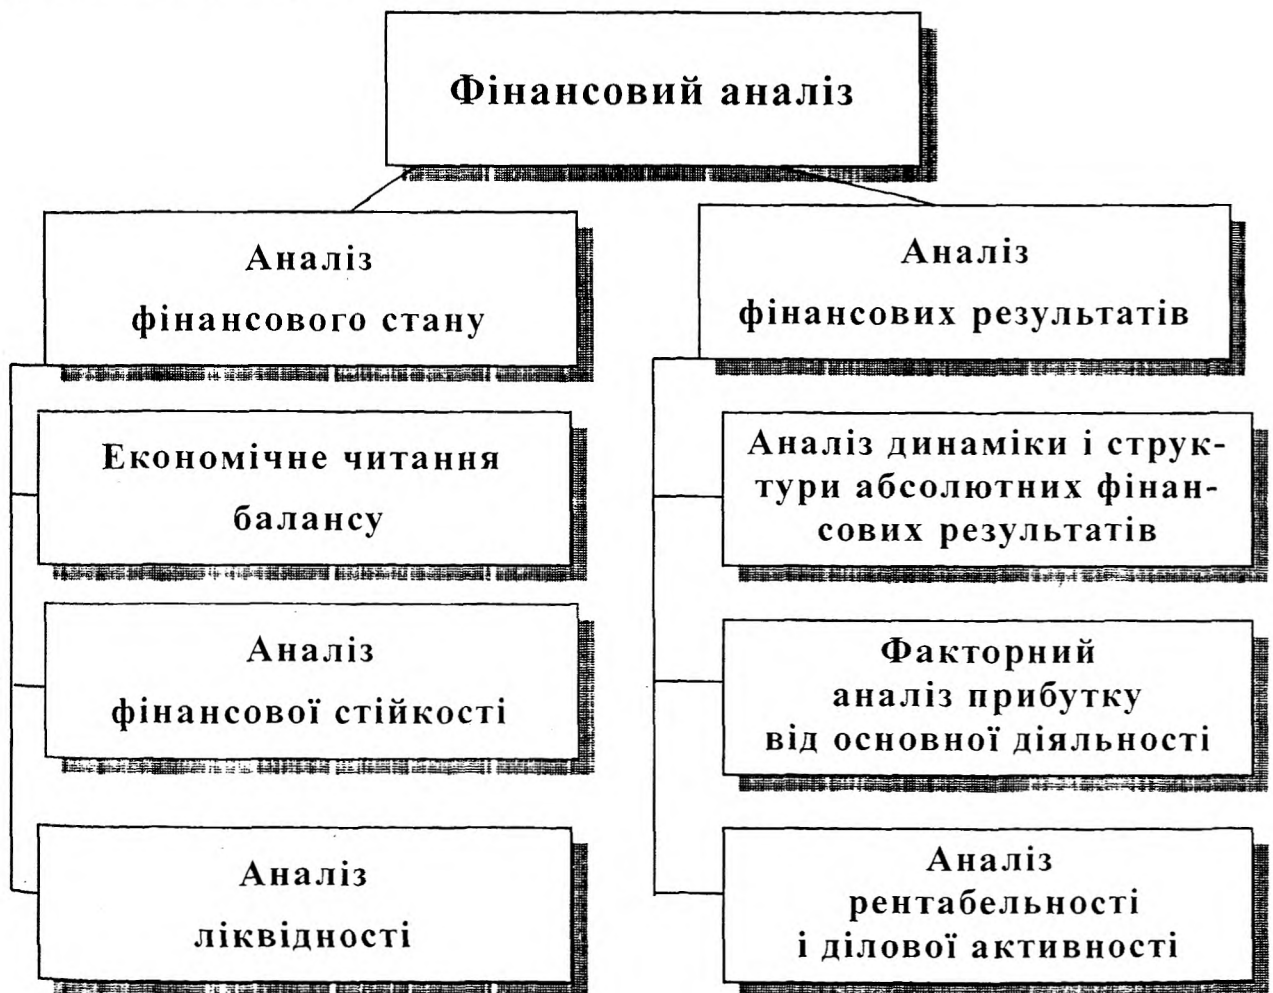 Фінансовий аналіз
Аналіз
фінансового стану
Економічне читання
балансу
Аналіз
фінансової стійкості
Аналіз
ліквідності
Аналіз
фінансових результатів
Аналіз динаміки і струк-
тури абсолютних фінан-
сових результатів
Факторний
аналіз прибутку
від основної діяльності
Аналіз
рентабельності
і ділової активності